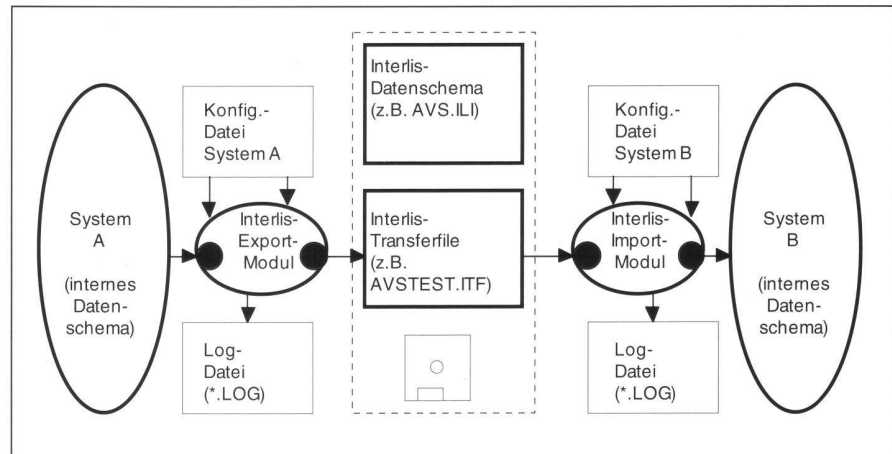 System
A
(internes
Daten-
schema)
Konfig.-
Datei
System A
Interlis-
Export-
Modul
Log-
Datei
(*.LOG)
Interlis-
Datenschema
(z.B. AVS.ILI)
Interlis-
Transferfile
(z.B.
AVSTEST.ITF)
Konfig.-
Datei
System B
Interlis-
Import-
Modul
Log-
Datei
(*.LOG)
System
B
(internes
Daten-
schema)